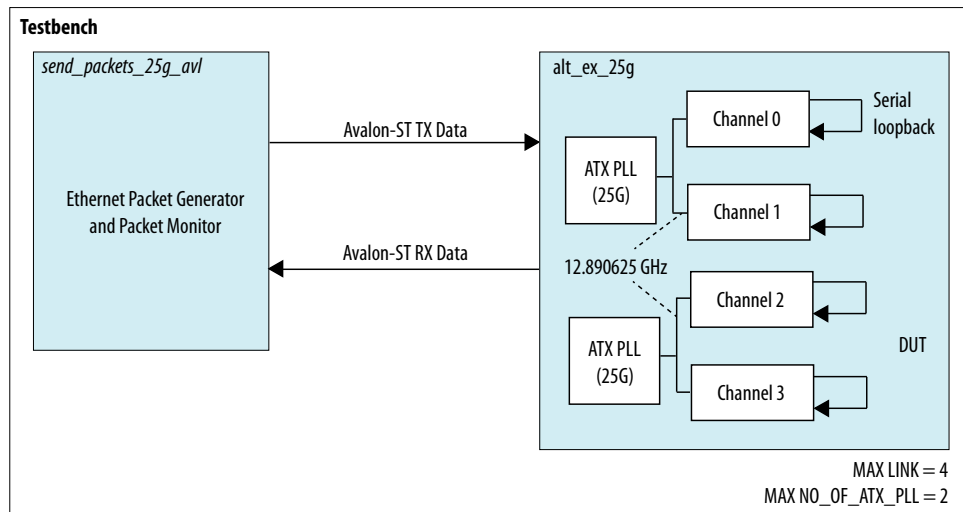 Testbench
send_packets_25g_avl
Ethernet Packet Generator
and Packet Monitor
Avalon-ST TX Data
Avalon-ST RX Data
alt_ex_25g
ATX PLL
(25G)
Channel 0
Serial
loopback
Channel 1
12.890625 GHz
Channel 2
ATX PLL
(25G)
DUT
Channel 3
MAX LINK = 4
MAX NO_OF_ATX_PLL = 2